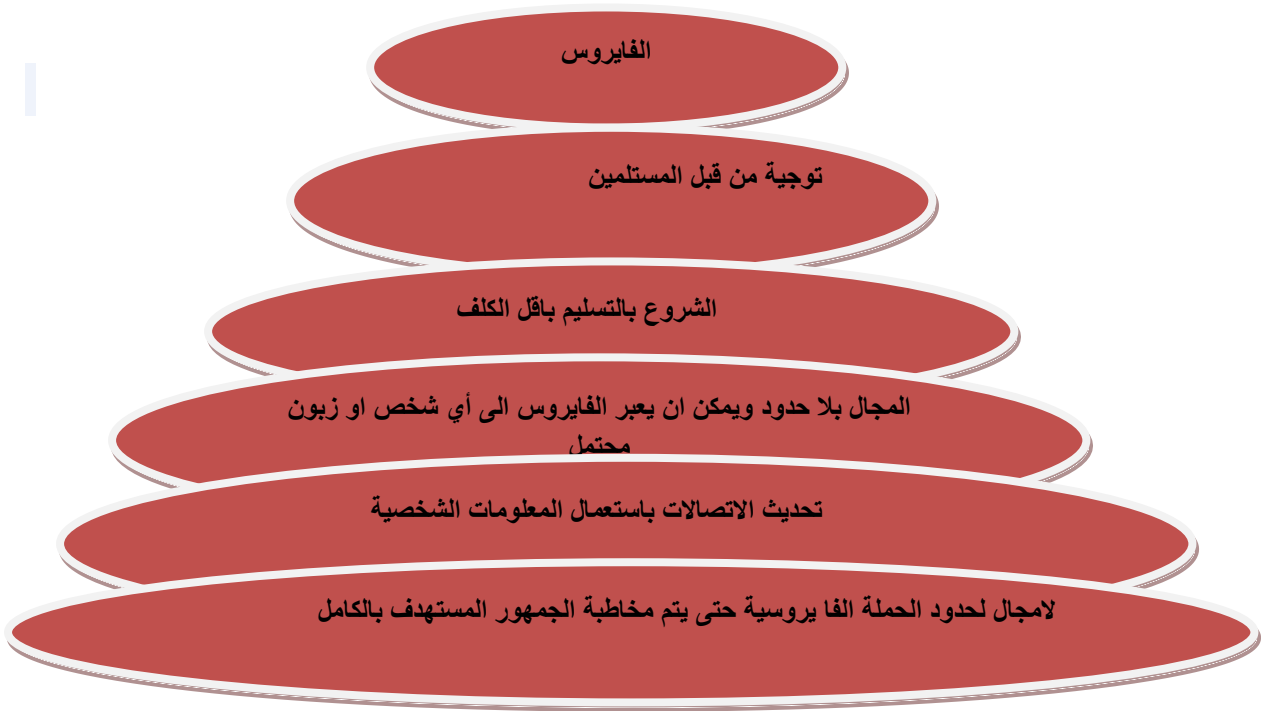 الفايروس
توجية من قبل المستلمين
الشروع بالتسليم باقل الكلف
المجال بلا حدود ويمكن ان يعبر الفايروس الى أي شخص او زبون
محتمل
تحديث الاتصالات باستعمال المعلومات الشخصية
لامجال لحدود الحملة الفا يروسية حتى يتم مخاطبة الجمهور المستهدف بالكامل